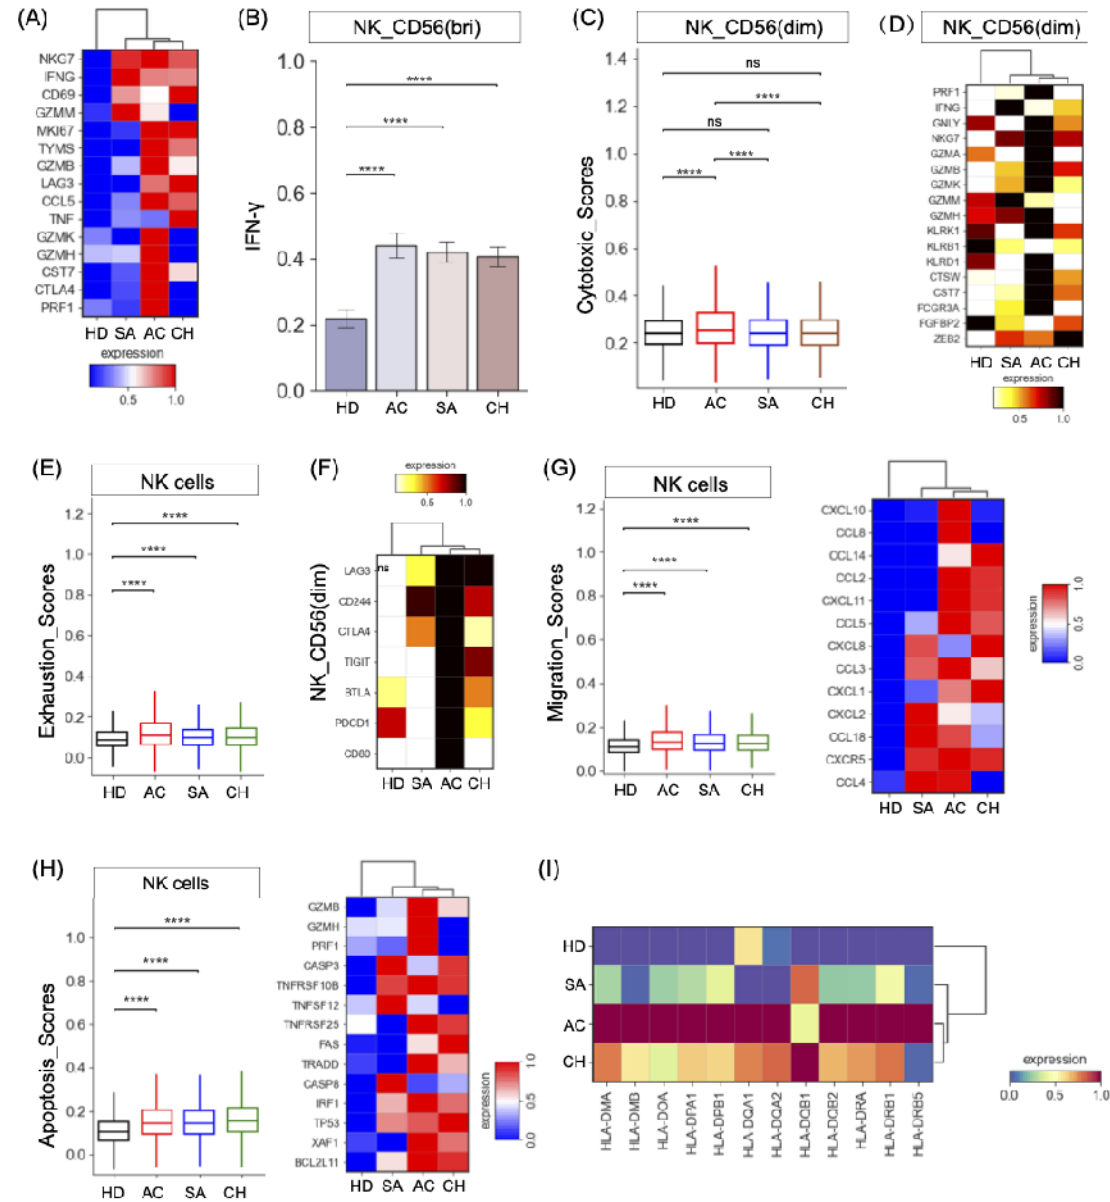 (A)
NKG7
IFNG
CD69
GZMM
MKI67
TYMS
GZMB
LAG3
CCL5
TNF
GZMK
GZMH
CST7
CTLA4
PRF1
HD SA AC CH
expression
0.5 1.0
(B)
NK_CD56(bri)
IFN-γ
1.0
0.8
0.6
0.4
0.2
0.0
****
****
****
HD AC SA CH
(C)
NK_CD56(dim)
Cytotoxic_Scores
1.4
1.2
1.0
0.8
0.6
0.4
0.2
ns
****
ns
****
****
HD AC SA CH
(D)
NK_CD56(dim)
PRF1
IFNG
GNLY
NKG7
GZMA
GZMB
GZMK
GZMM
GZMH
KLRK1
KLRB1
KLRD1
CTSW
CST7
FCGR3A
FGFBP2
ZEB2
HD SA AC CH
expression
0.5 1.0
(E)
NK cells
Exhaustion_Scores
1.2
1.0
0.8
0.6
0.4
0.2
0.0
****
****
****
HD AC SA CH
(F)
expression
0.5 1.0
NK_CD56(dim)
LAG3
ns
CD244
CTLA4
TIGIT
BTLA
PDCD1
CD80
HD SA AC CH
(G)
NK cells
Migration_Scores
1.2
1.0
0.8
0.6
0.4
0.2
0.0
****
****
****
HD AC SA CH
CXCL10
CCL8
CCL14
CCL2
CXCL11
CCL5
CXCL8
CCL3
CXCL1
CXCL2
CCL18
CXCR5
CCL4
HD SA AC CH
expression
0.0 0.5 1.0
(H)
NK cells
Apoptosis_Scores
1.0
0.8
0.6
0.4
0.2
0.0
****
****
****
HD AC SA CH
GZMB
GZMH
PRF1
CASP3
TNFRSF10B
TNFSF12
TNFRSF25
FAS
TRADD
CASP8
IRF1
TP53
XAF1
BCL2L11
HD SA AC CH
expression
0.0 0.5 1.0
(I)
HD
SA
AC
CH
HLA-DMA
HLA-DMB
HLA-DOA
HLA-DPA1
HLA-DPB1
HLA-DQA1
HLA-DQA2
HLA-DQB1
HLA-DQB2
HLA-DRA
HLA-DRB1
HLA-DRB5
expression
0.0 0.5 1.0